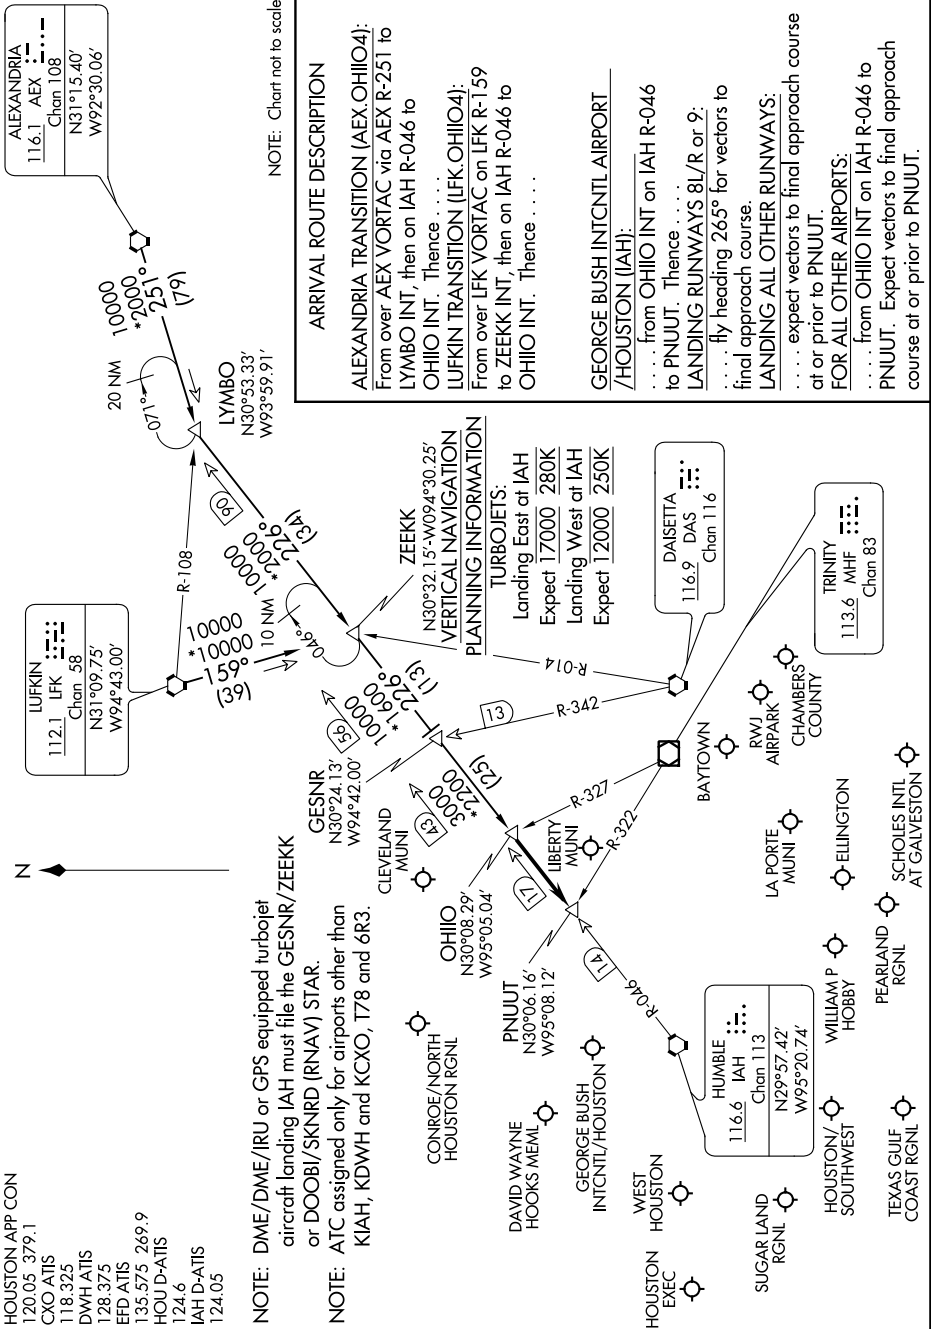 HOUSTON APP CON
120.05 379.1
CXO ATIS
118.325
DWH ATIS
128.375
EFD ATIS
135.575 269.9
HOU D-ATIS
124.6
IAH D-ATIS
124.05
N
NOTE: DME/DME/IRU or GPS equipped turbojet
aircraft landing IAH must file the GESNR/ZEEKK
or DOOBI/SKNRD (RNAV) STAR.
NOTE: ATC assigned only for airports other than
KIAH, KDWH and KCXO, T78 and 6R3.
LUFKIN
112.1 LFK
Chan 58
N31°09.75'
W94°43.00'
ALEXANDRIA
116.1 AEX
Chan 108
N31°15.40'
W92°30.06'
NOTE: Chart not to scale
10000
*2000
251°
(79)
20 NM
071°
LYMBO
N30°53.33'
W93°59.91'
R-108
90
10000
*2000
226°
(34)
10000
*10000
159°
(39)
10 NM
046°
ZEEKK
N30°32.15'-W094°30.25'
VERTICAL NAVIGATION
PLANNING INFORMATION
TURBOJETS:
Landing East at IAH
Expect 17000 280K
Landing West at IAH
Expect 12000 250K
56
10000
*1600
226°
(13)
GESNR
N30°24.13'
W94°42.00'
R-014
R-342
13
43
3000
*2200
(25)
CLEVELAND
MUNI
OHIIO
N30°08.29'
W95°05.04'
17
LIBERTY
MUNI
R-327
R-322
PNUUT
N30°06.16'
W95°08.12'
14
R-046
DAISETTA
116.9 DAS
Chan 116
TRINITY
113.6 MHF
Chan 83
HUMBLE
116.6 IAH
Chan 113
N29°57.42'
W95°20.74'
CONROE/NORTH
HOUSTON RGNL
DAVID WAYNE
HOOKS MEML
GEORGE BUSH
INTCNTL/HOUSTON
WEST
HOUSTON
HOUSTON
EXEC
SUGAR LAND
RGNL
HOUSTON/
SOUTHWEST
TEXAS GULF
COAST RGNL
WILLIAM P
HOBBY
PEARLAND
RGNL
ELLINGTON
SCHOLES INTL
AT GALVESTON
LA PORTE
MUNI
BAYTOWN
RWJ
AIRPARK
CHAMBERS
COUNTY
ARRIVAL ROUTE DESCRIPTION
ALEXANDRIA TRANSITION (AEX.OHIIO4):
From over AEX VORTAC via AEX R-251 to
LYMBO INT, then on IAH R-046 to
OHIIO INT. Thence . . . .
LUFKIN TRANSITION (LFK.OHIIO4):
From over LFK VORTAC on LFK R-159
to ZEEKK INT, then on IAH R-046 to
OHIIO INT. Thence . . . .
GEORGE BUSH INTCNTL AIRPORT
/HOUSTON (IAH):
. . . . from OHIIO INT on IAH R-046
to PNUUT. Thence . . . .
LANDING RUNWAYS 8L/R or 9:
. . . . fly heading 265° for vectors to
final approach course.
LANDING ALL OTHER RUNWAYS:
. . . . expect vectors to final approach course
at or prior to PNUUT.
FOR ALL OTHER AIRPORTS:
. . . . from OHIIO INT on IAH R-046 to
PNUUT. Expect vectors to final approach
course at or prior to PNUUT.